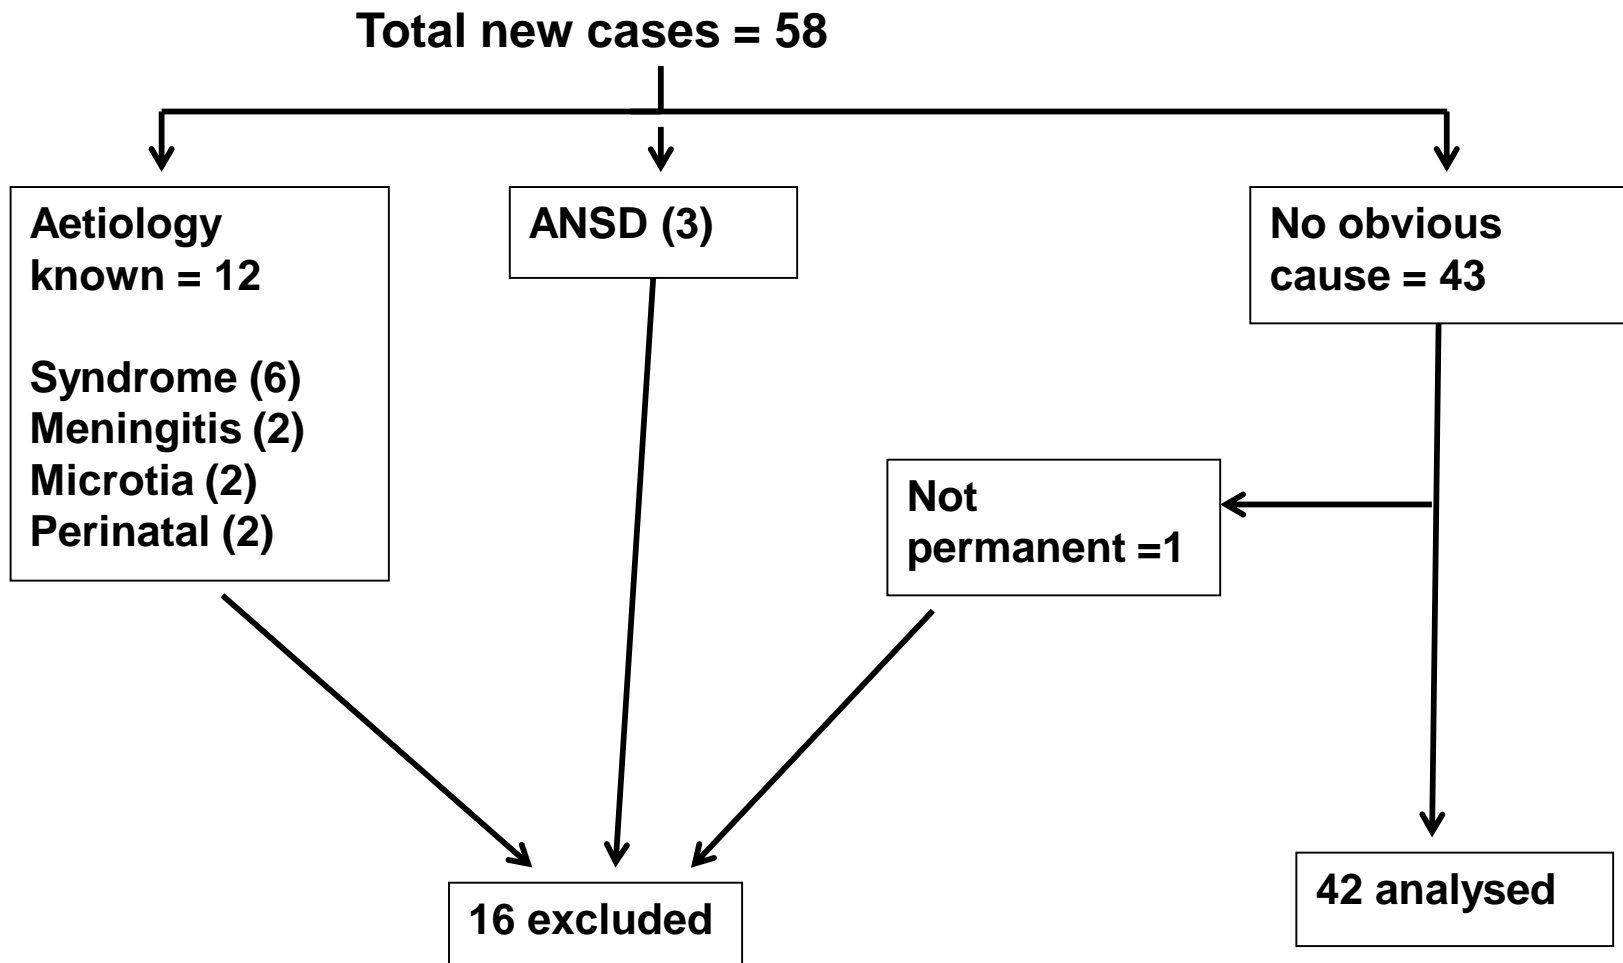 Total new cases = 58
Aetiology
known = 12
Syndrome (6)
Meningitis (2)
Microtia (2)
Perinatal (2)
ANSD (3)
No obvious
cause = 43
Not
permanent =1
16 excluded
42 analysed